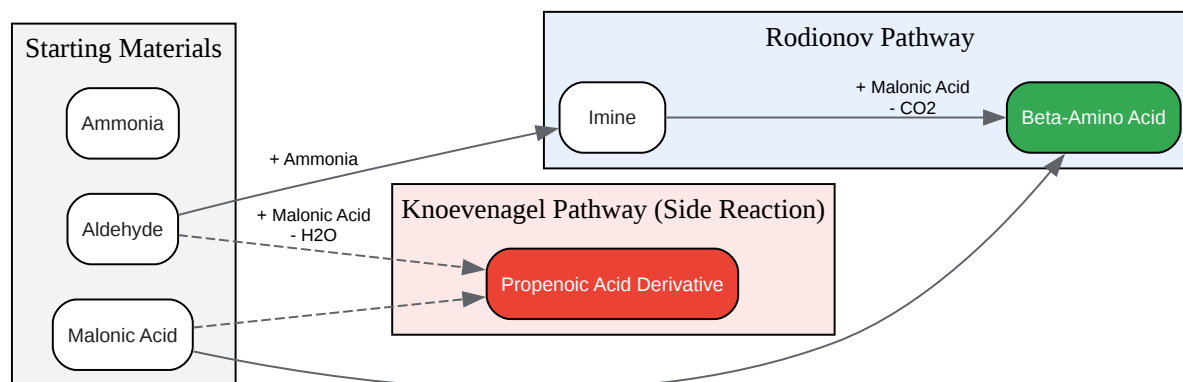 Starting Materials
Ammonia
Aldehyde
Malonic Acid
+ Ammonia
+ Malonic Acid
- H2O
Rodionov Pathway
Imine
+ Malonic Acid
- CO2
Beta-Amino Acid
Knoevenagel Pathway (Side Reaction)
Propenoic Acid Derivative